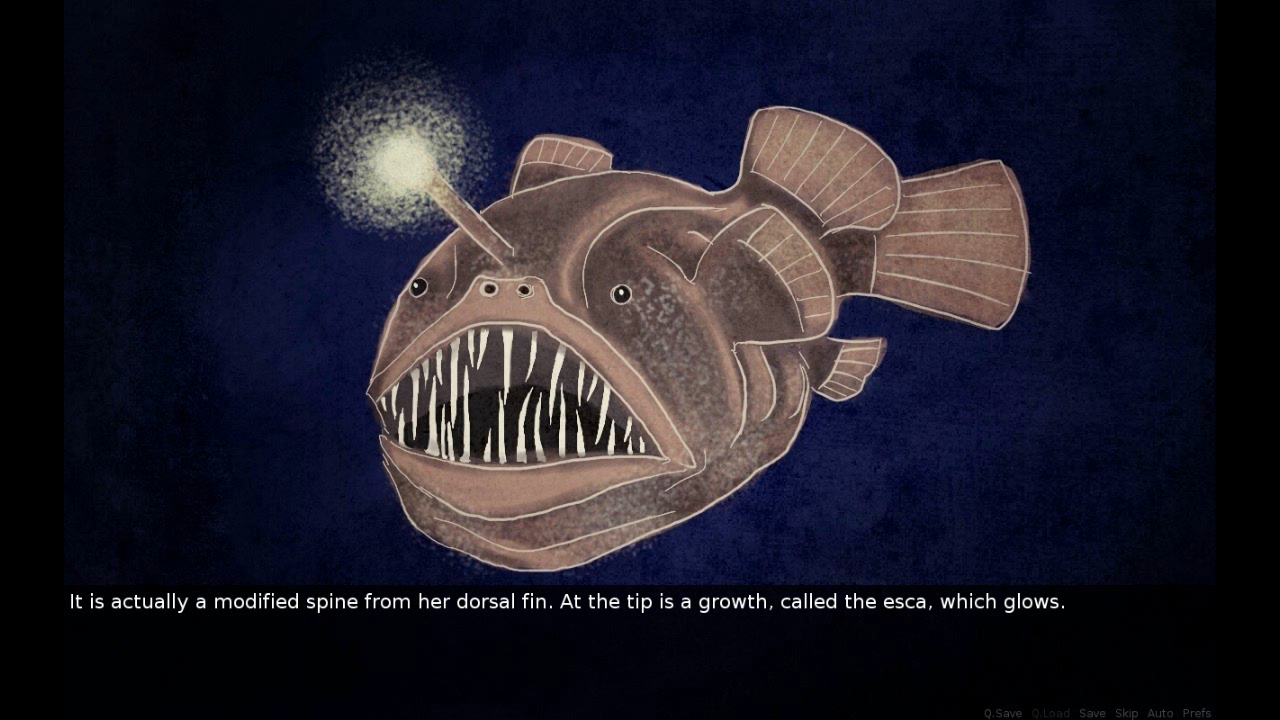 It is actually a modified spine from her dorsal fin. At the tip is a growth, called the esca, which glows.
Q.Save Q.Load Save Skip Auto Prefs